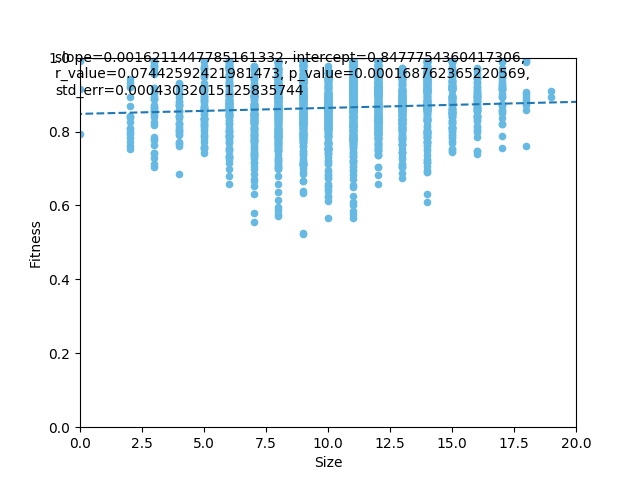 slope=0.0016211447785161332, intercept=0.8477754360417306,
r_value=0.07442592421981473, p_value=0.000168762365220569,
std_err=0.00043032015125835744
1.0
0.8
0.6
0.4
0.2
0.0
Fitness
0.0 2.5 5.0 7.5 10.0 12.5 15.0 17.5 20.0
Size